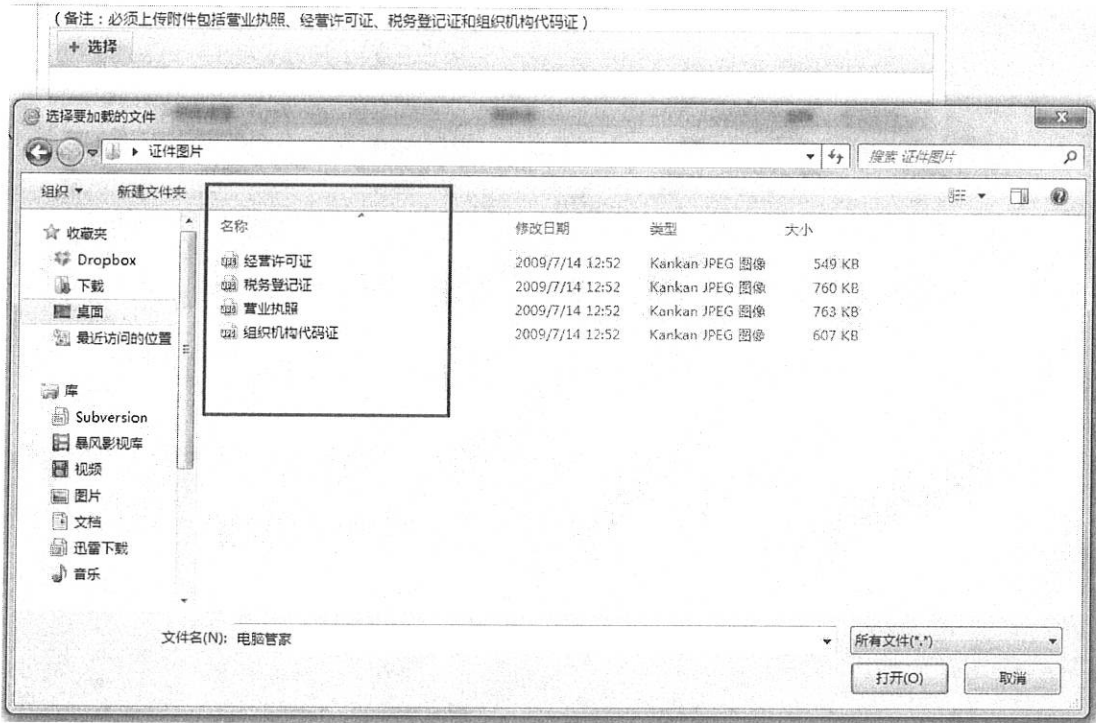 （备注：必须上传附件包括营业执照、经营许可证、税务登记证和组织机构代码证）
+ 选择
选择要加载的文件
证件图片
搜索 证件图片
组织
新建文件夹
名称 修改日期 类型 大小
经营许可证 2009/7/14 12:52 Kankan JPEG 图像 549 KB
税务登记证 2009/7/14 12:52 Kankan JPEG 图像 760 KB
营业执照 2009/7/14 12:52 Kankan JPEG 图像 763 KB
组织机构代码证 2009/7/14 12:52 Kankan JPEG 图像 607 KB
收藏夹
Dropbox
下载
桌面
最近访问的位置
库
Subversion
暴风影视库
视频
图片
文档
迅雷下载
音乐
文件名(N): 电脑管家
所有文件(*.*)
打开(O)
取消